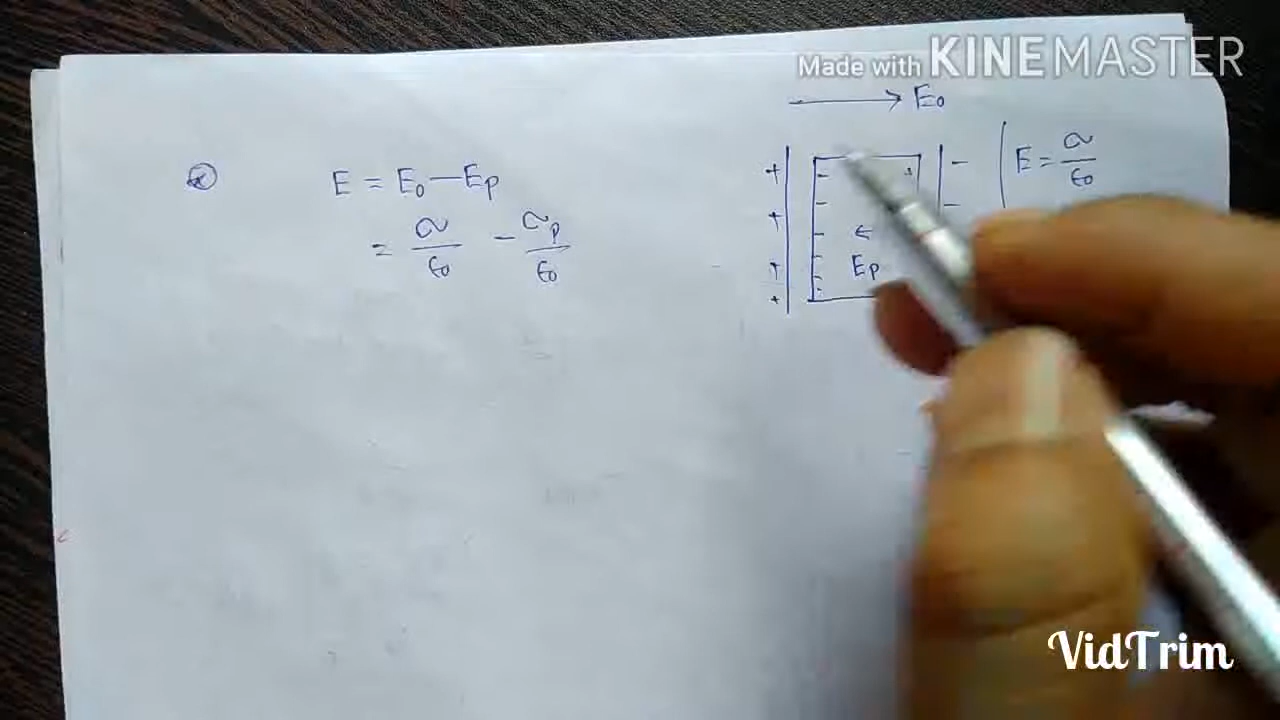 Made with KINEMASTER
E₀
E = E₀ — Eₚ
= σ/ε₀ - σₚ/ε₀
E = σ/ε₀
+ - -
+ - -
- ←
+ - Eₚ
+ -
VidTrim